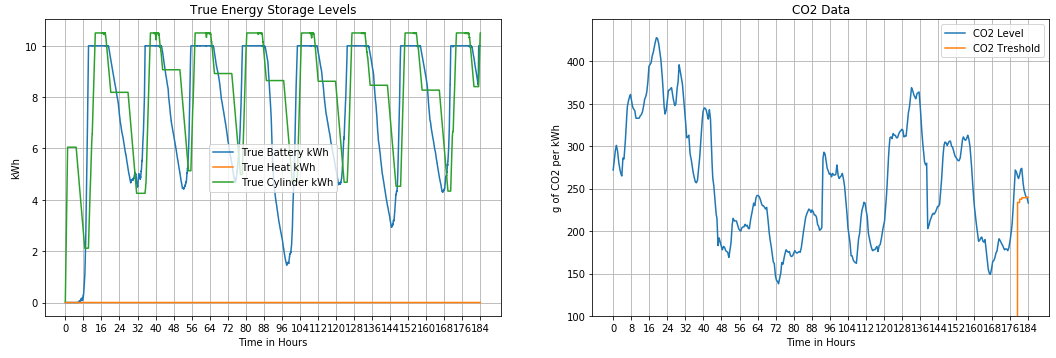 True Energy Storage Levels
10
8
6
4
2
0
kWh
True Battery kWh
True Heat kWh
True Cylinder kWh
0 8 16 24 32 40 48 56 64 72 80 88 96 104 112 120 128 136 144 152 160 168 176 184
Time in Hours
CO2 Data
400
350
300
250
200
150
100
g of CO2 per kWh
CO2 Level
CO2 Treshold
0 8 16 24 32 40 48 56 64 72 80 88 96 104 112 120 128 136 144 152 160 168 176 184
Time in Hours